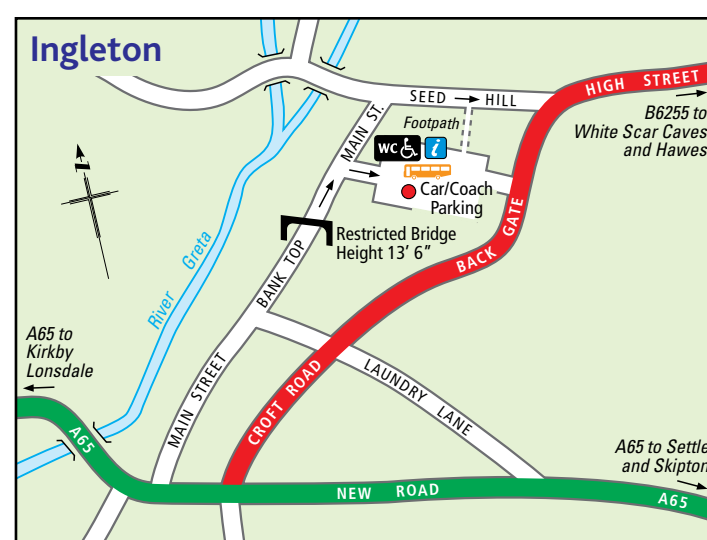 Ingleton
HIGH STREET
SEED HILL
B6255 to
White Scar Caves
and Hawes
MAIN ST.
Footpath
WC
i
Car/Coach
Parking
N
Restricted Bridge
Height 13' 6"
BACK GATE
BANK TOP
River Greta
A65 to
Kirkby
Lonsdale
MAIN STREET
CROFT ROAD
LAUNDRY LANE
A65
A65 to Settle
and Skipton
NEW ROAD
A65